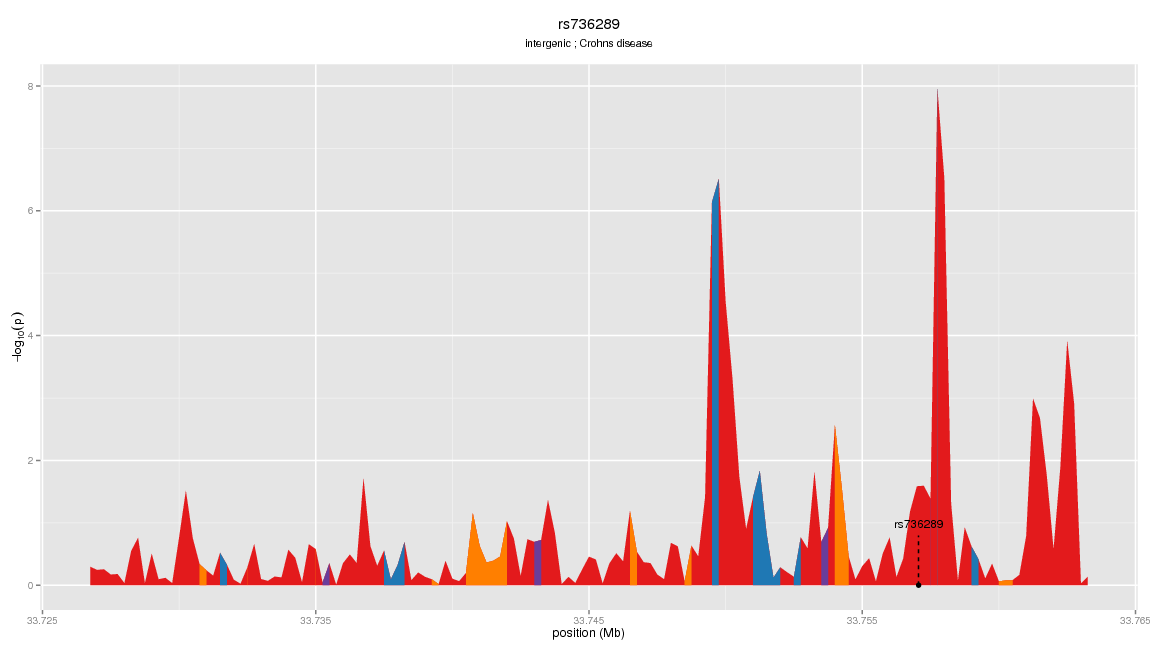 rs736289
intergenic ; Crohns disease
8
6
4
2
0
−log10(p)
rs736289
33.725
33.735
33.745
33.755
33.765
position (Mb)